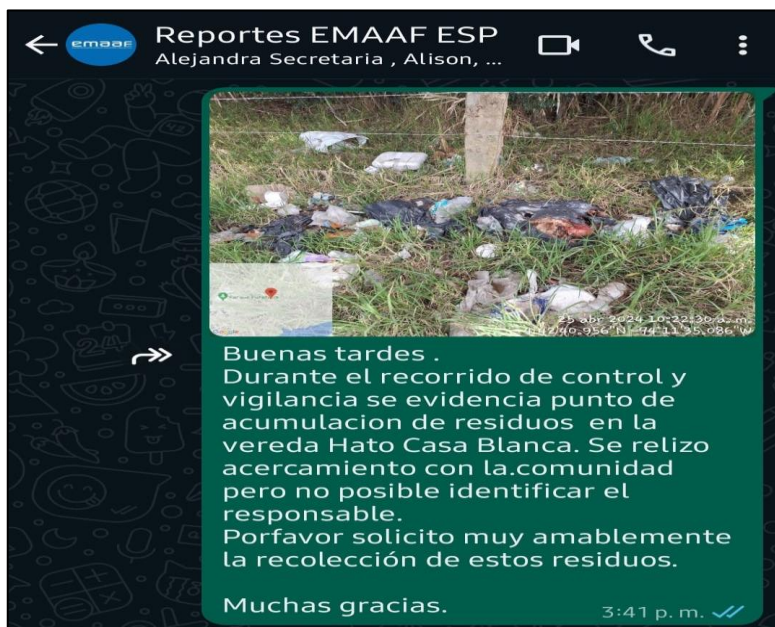 Reportes EMAAF ESP
emaaf
Alejandra Secretaria , Alison, ...
25 abr 2024 10:22:30 a. m.
Buenas tardes .
Durante el recorrido de control y
vigilancia se evidencia punto de
acumulacion de residuos en la
vereda Hato Casa Blanca. Se relizo
acercamiento con la.comunidad
pero no posible identificar el
responsable.
Porfavor solicito muy amablemente
la recolección de estos residuos.
Muchas gracias.
3:41 p. m.